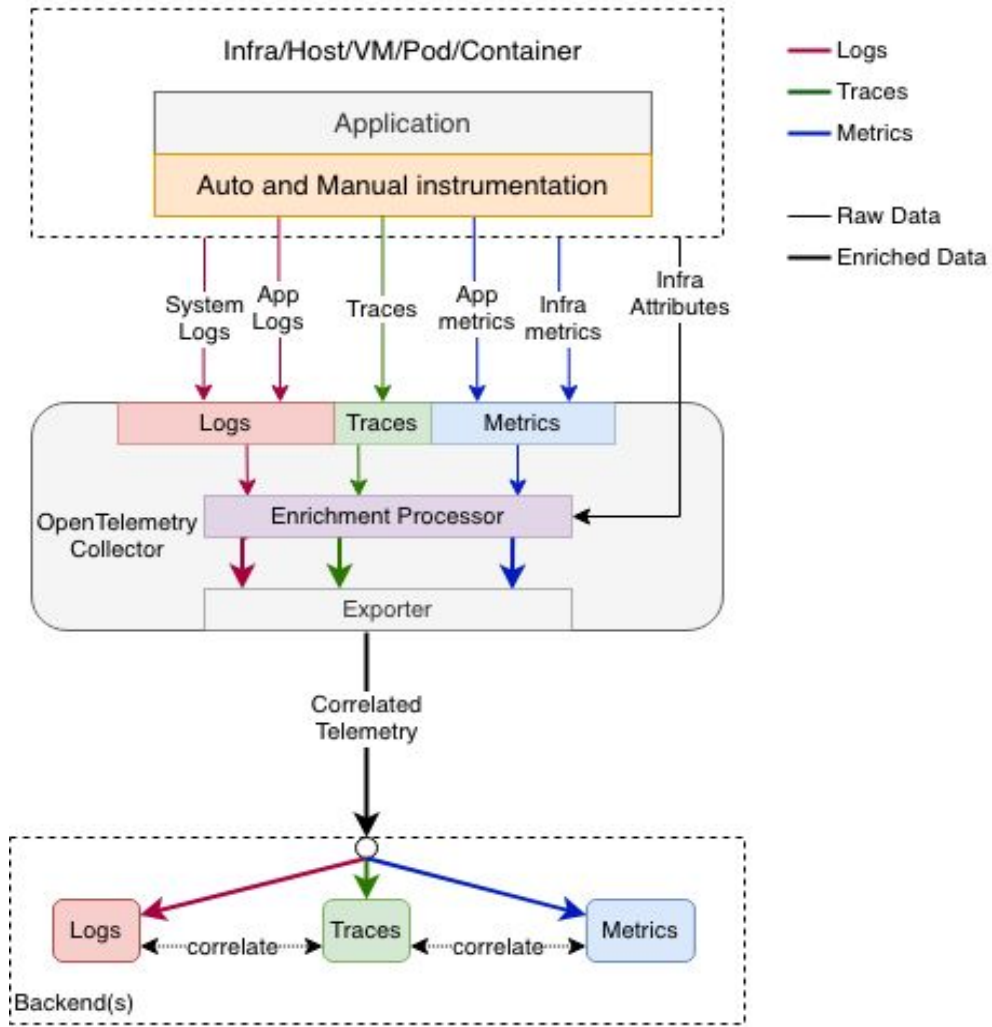 Infra/Host/VM/Pod/Container
Application
Auto and Manual instrumentation
Logs
Traces
Metrics
Raw Data
Enriched Data
System
Logs
App
Logs
Traces
App
metrics
Infra
metrics
Infra
Attributes
Logs
Traces
Metrics
OpenTelemetry
Collector
Enrichment Processor
Exporter
Correlated
Telemetry
Logs
correlate
Traces
correlate
Metrics
Backend(s)